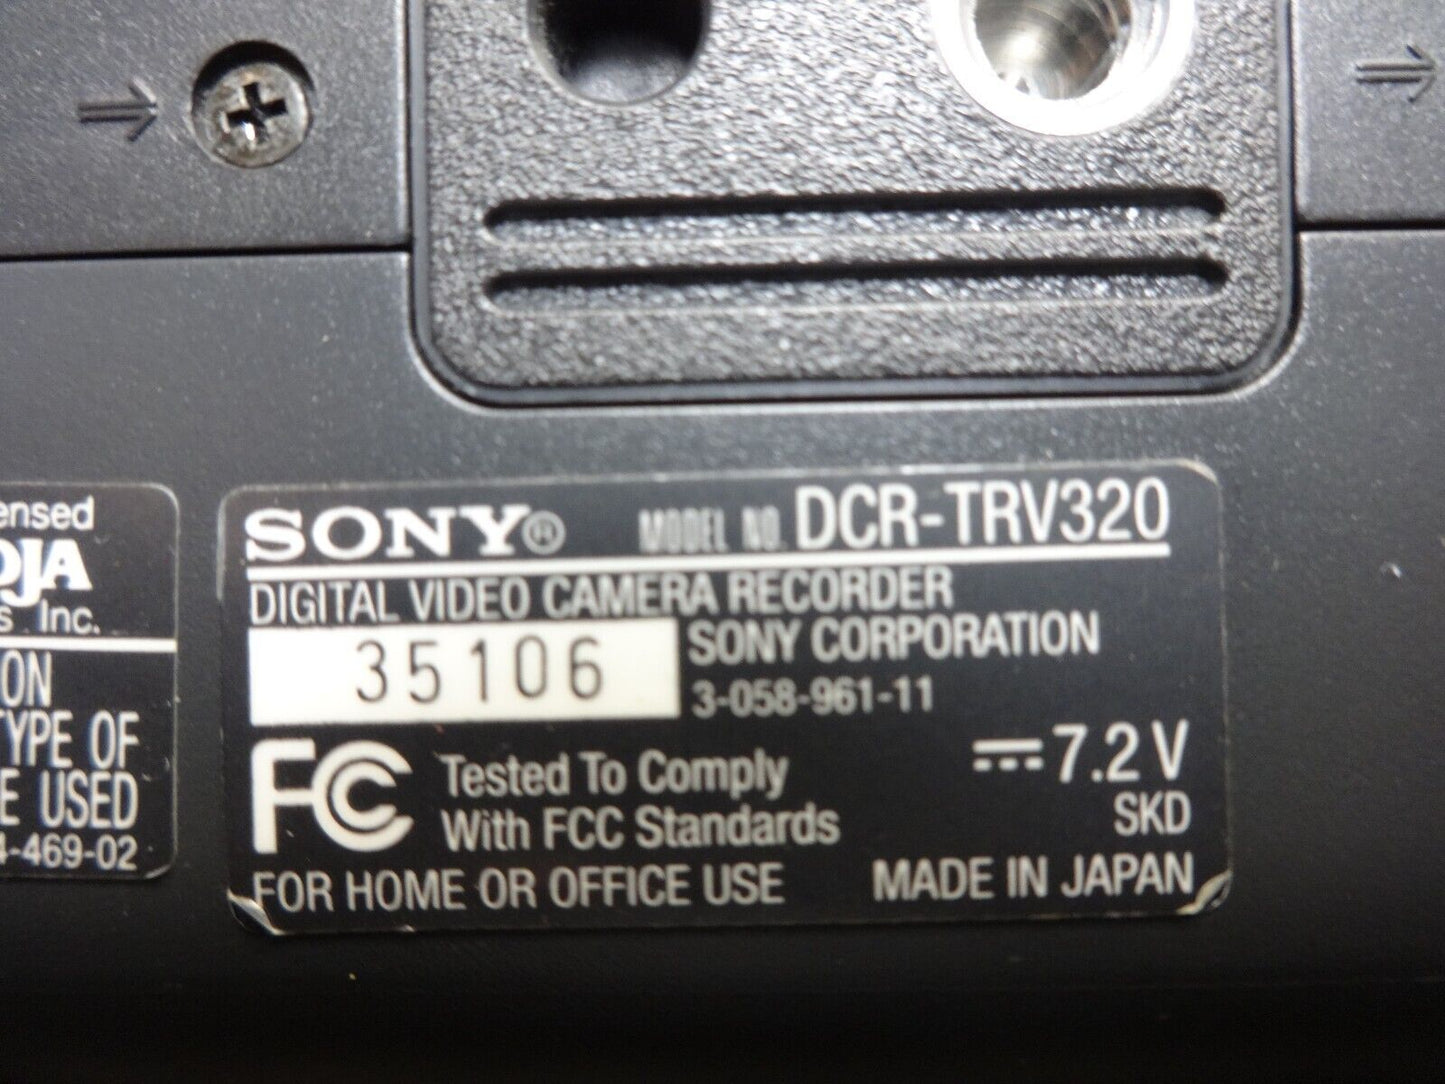 ensed
OJA
s Inc.
ON
TYPE OF
E USED
4-469-02
SONY® MODEL NO. DCR-TRV320
DIGITAL VIDEO CAMERA RECORDER
35106 SONY CORPORATION
3-058-961-11
FC Tested To Comply
With FCC Standards
7.2 V
SKD
FOR HOME OR OFFICE USE MADE IN JAPAN